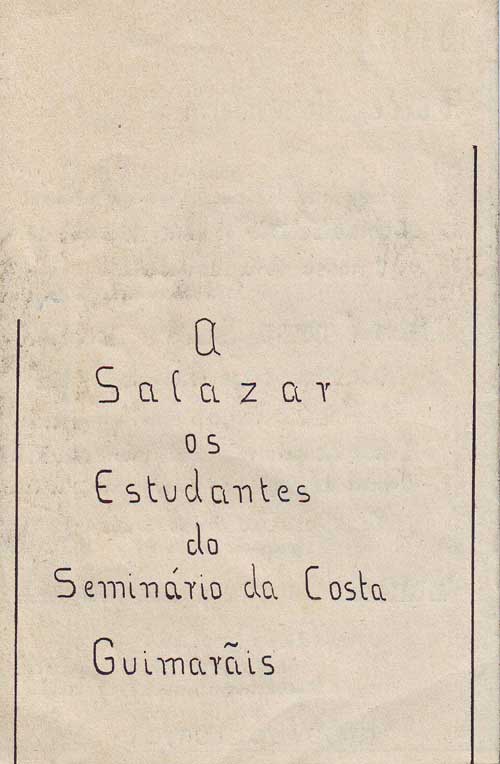 A
Salazar
os
Estudantes
do
Seminário da Costa
Guimarãis